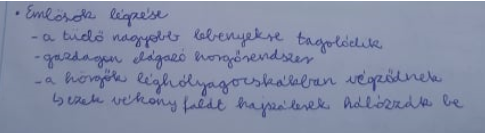 • Emlősök légzése
- a tüdő nagyobb lebenyekre tagolódik
- gazdagon elágazó hörgőrendszer
- a hörgők léghólyagocskákban végződnek
↳ ezek vékony falát hajszálerek hálózzák be